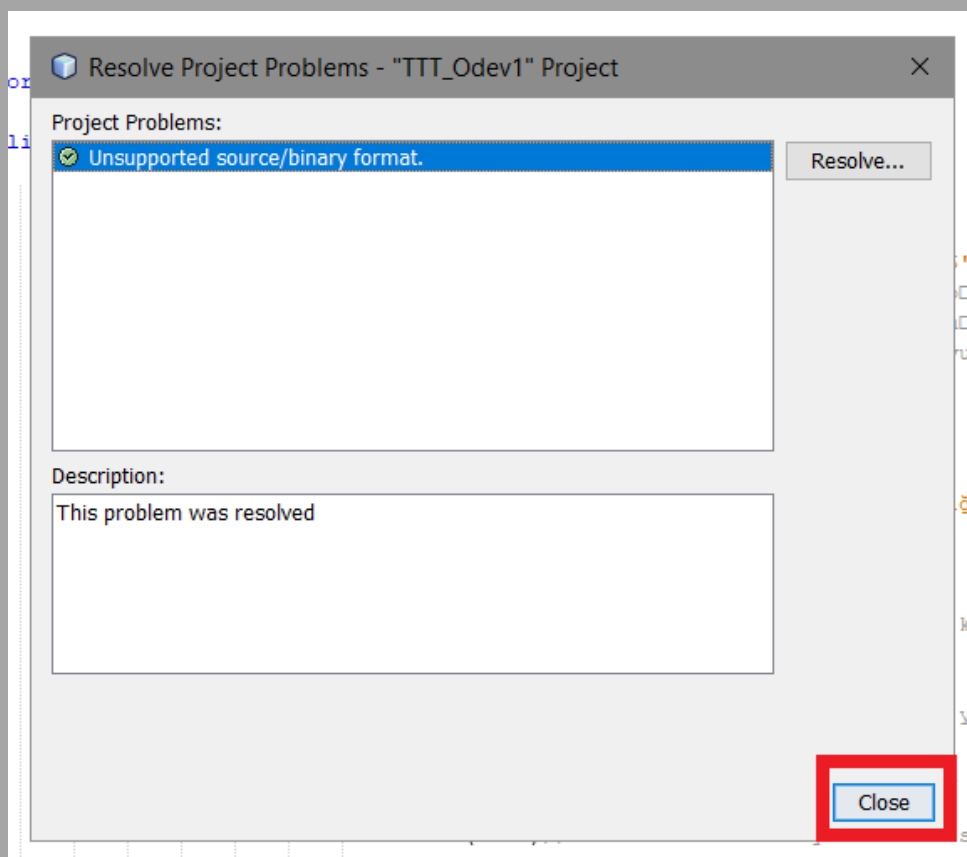 Resolve Project Problems - "TTT_Odev1" Project
Project Problems:
Unsupported source/binary format.
Resolve...
Description:
This problem was resolved
Close